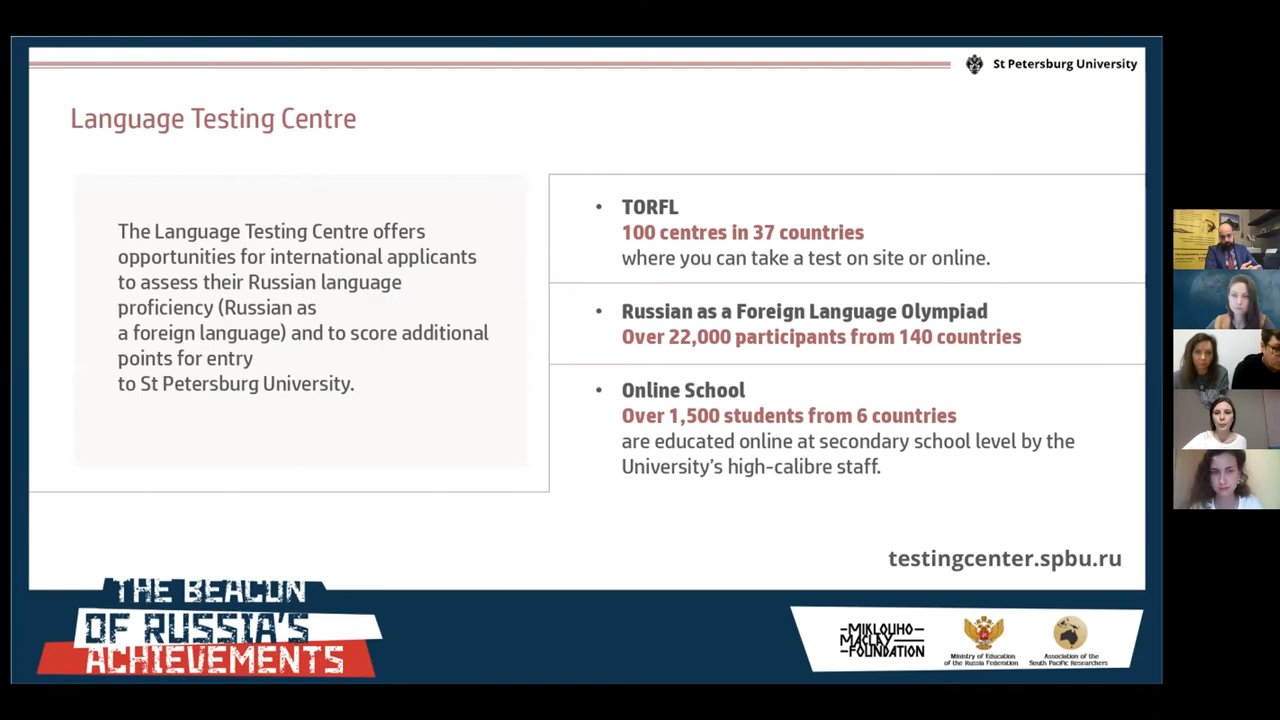 St Petersburg University
Language Testing Centre
The Language Testing Centre offers
opportunities for international applicants
to assess their Russian language
proficiency (Russian as
a foreign language) and to score additional
points for entry
to St Petersburg University.
• TORFL
100 centres in 37 countries
where you can take a test on site or online.
• Russian as a Foreign Language Olympiad
Over 22,000 participants from 140 countries
• Online School
Over 1,500 students from 6 countries
are educated online at secondary school level by the
University's high-calibre staff.
testingcenter.spbu.ru
THE BEACON
OF RUSSIA'S
ACHIEVEMENTS
MIKLOUHO
MACLAY
FOUNDATION
Ministry of Education
of the Russia Federation
Association of the
South Pacific Researchers